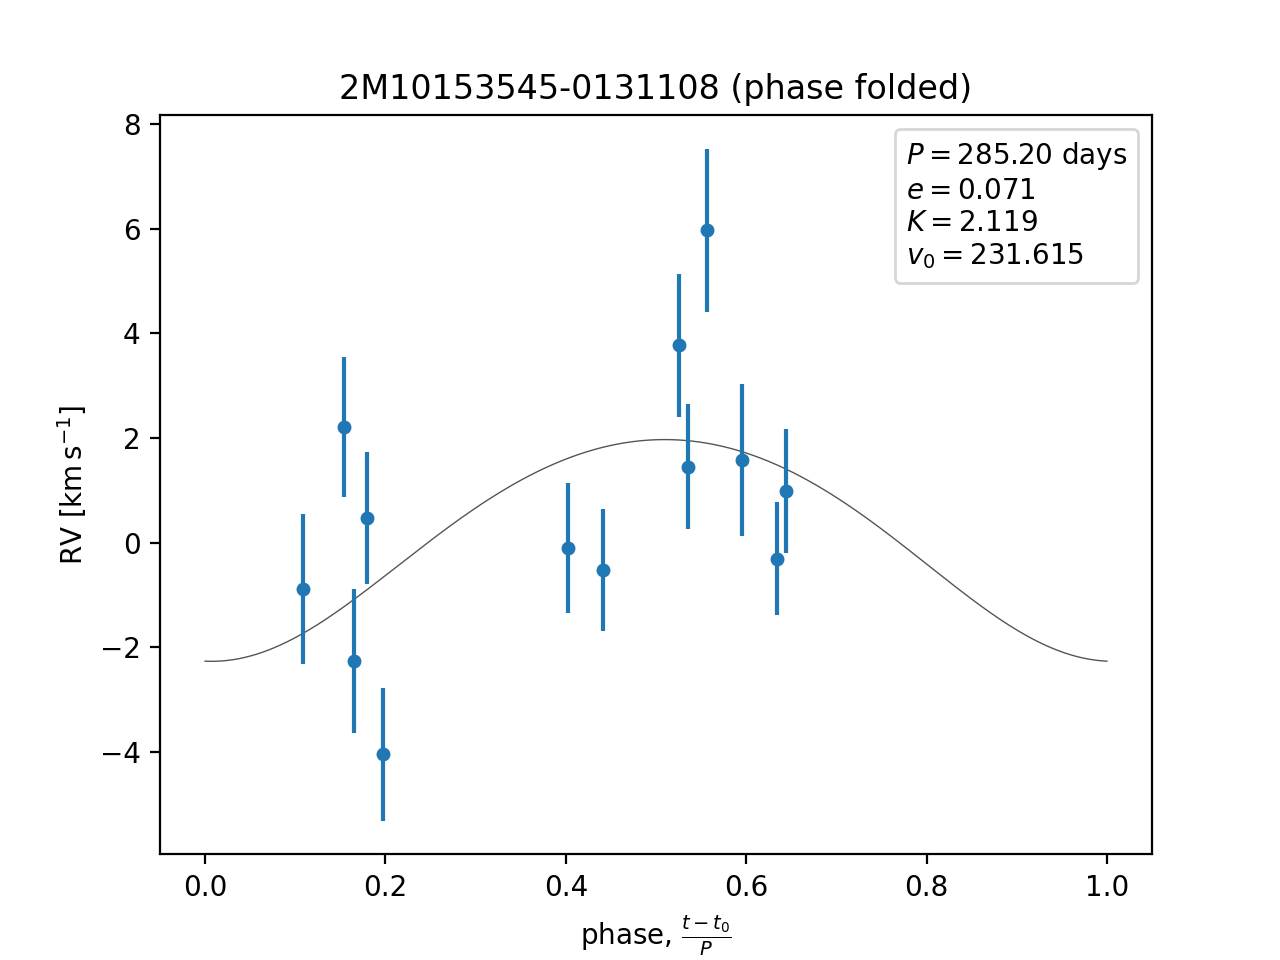 2M10153545-0131108 (phase folded)
P = 285.20 days
e = 0.071
K = 2.119
v₀ = 231.615
8
6
4
2
0
−2
−4
RV [km s⁻¹]
0.0 0.2 0.4 0.6 0.8 1.0
phase, (t − t₀)/P